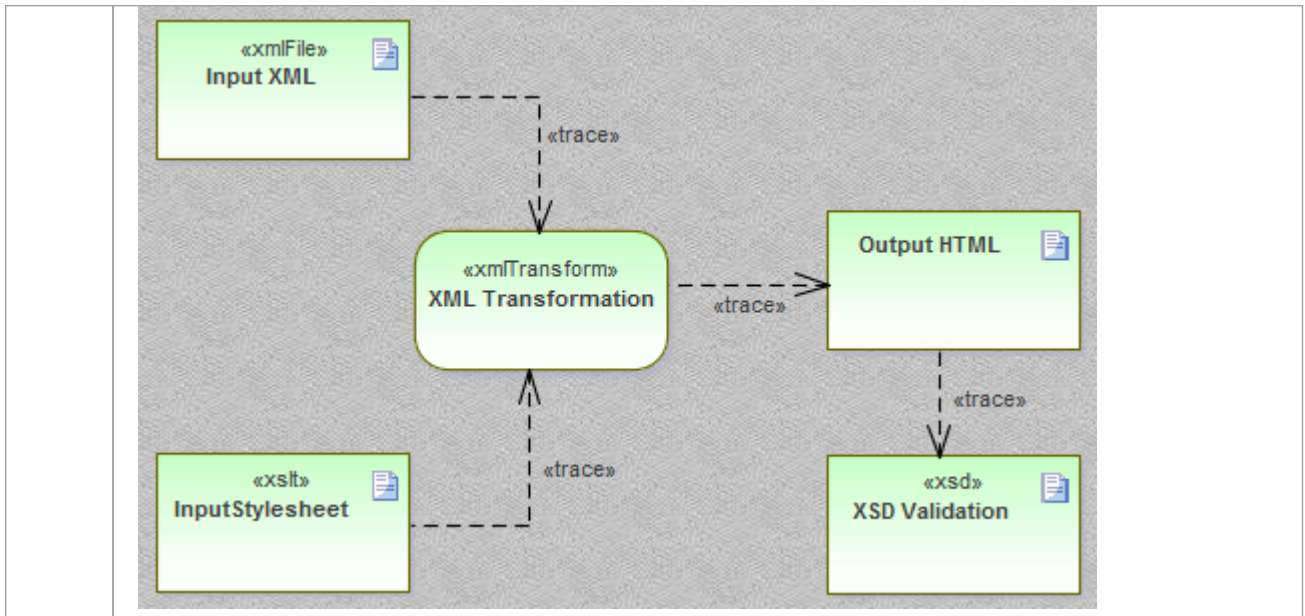 «xmlFile»
Input XML
«trace»
«xmlTransform»
XML Transformation
«trace»
Output HTML
«trace»
«xslt»
InputStylesheet
«trace»
«xsd»
XSD Validation